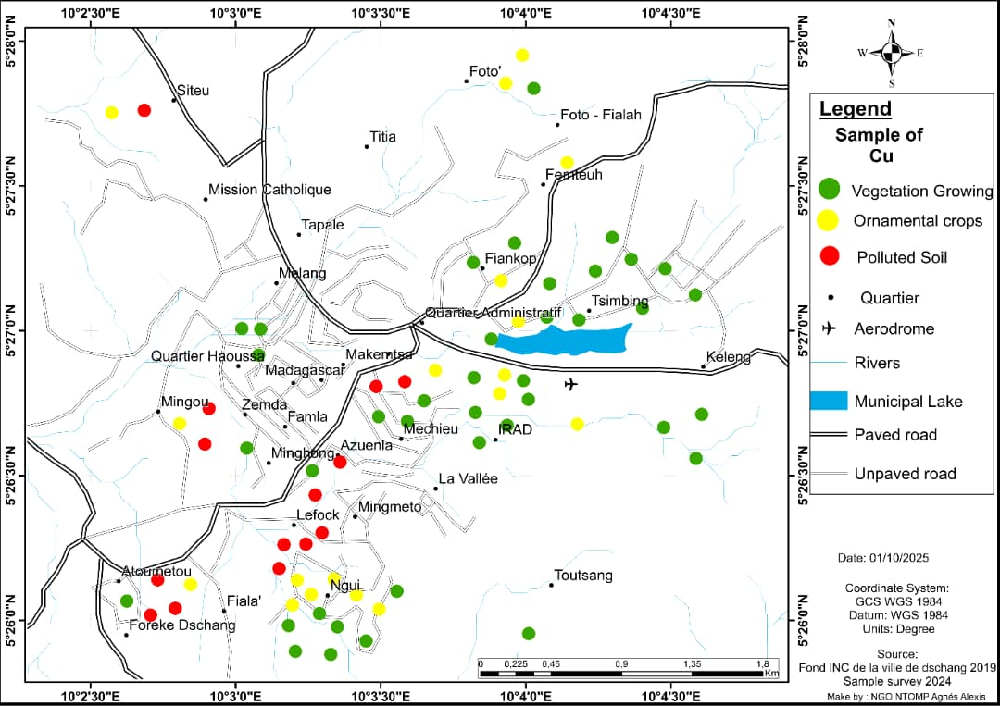 10°2'30"E 10°3'0"E 10°3'30"E 10°4'0"E 10°4'30"E
5°28'0"N
5°28'0"N
N
W E
S
Foto'
Siteu
Foto - Fialah
Titia
5°27'30"N
5°27'30"N
Femteuh
Mission Catholique
Tapale
Fiankop
Melang
Tsimbing
Quartier Administratif
5°27'0"N
5°27'0"N
Quartier Haoussa
Makemtsa
Keleng
Madagascar
Mingou
Zemda
Famla
Mechieu
IRAD
Azuenla
Minghong
5°26'30"N
5°26'30"N
La Vallée
Lefock
Mingmeto
Aloumetou
Toutsang
Ngui
Fiala'
5°26'0"N
5°26'0"N
Foreke Dschang
0 0,225 0,45 0,9 1,35 1,8
Km
10°2'30"E 10°3'0"E 10°3'30"E 10°4'0"E 10°4'30"E
Legend
Sample of
Cu
Vegetation Growing
Ornamental crops
Polluted Soil
Quartier
Aerodrome
Rivers
Municipal Lake
Paved road
Unpaved road
Date: 01/10/2025
Coordinate System:
GCS WGS 1984
Datum: WGS 1984
Units: Degree
Source:
Fond INC de la ville de dschang 2019
Sample survey 2024
Make by : NGO NTOMP Agnés Alexis